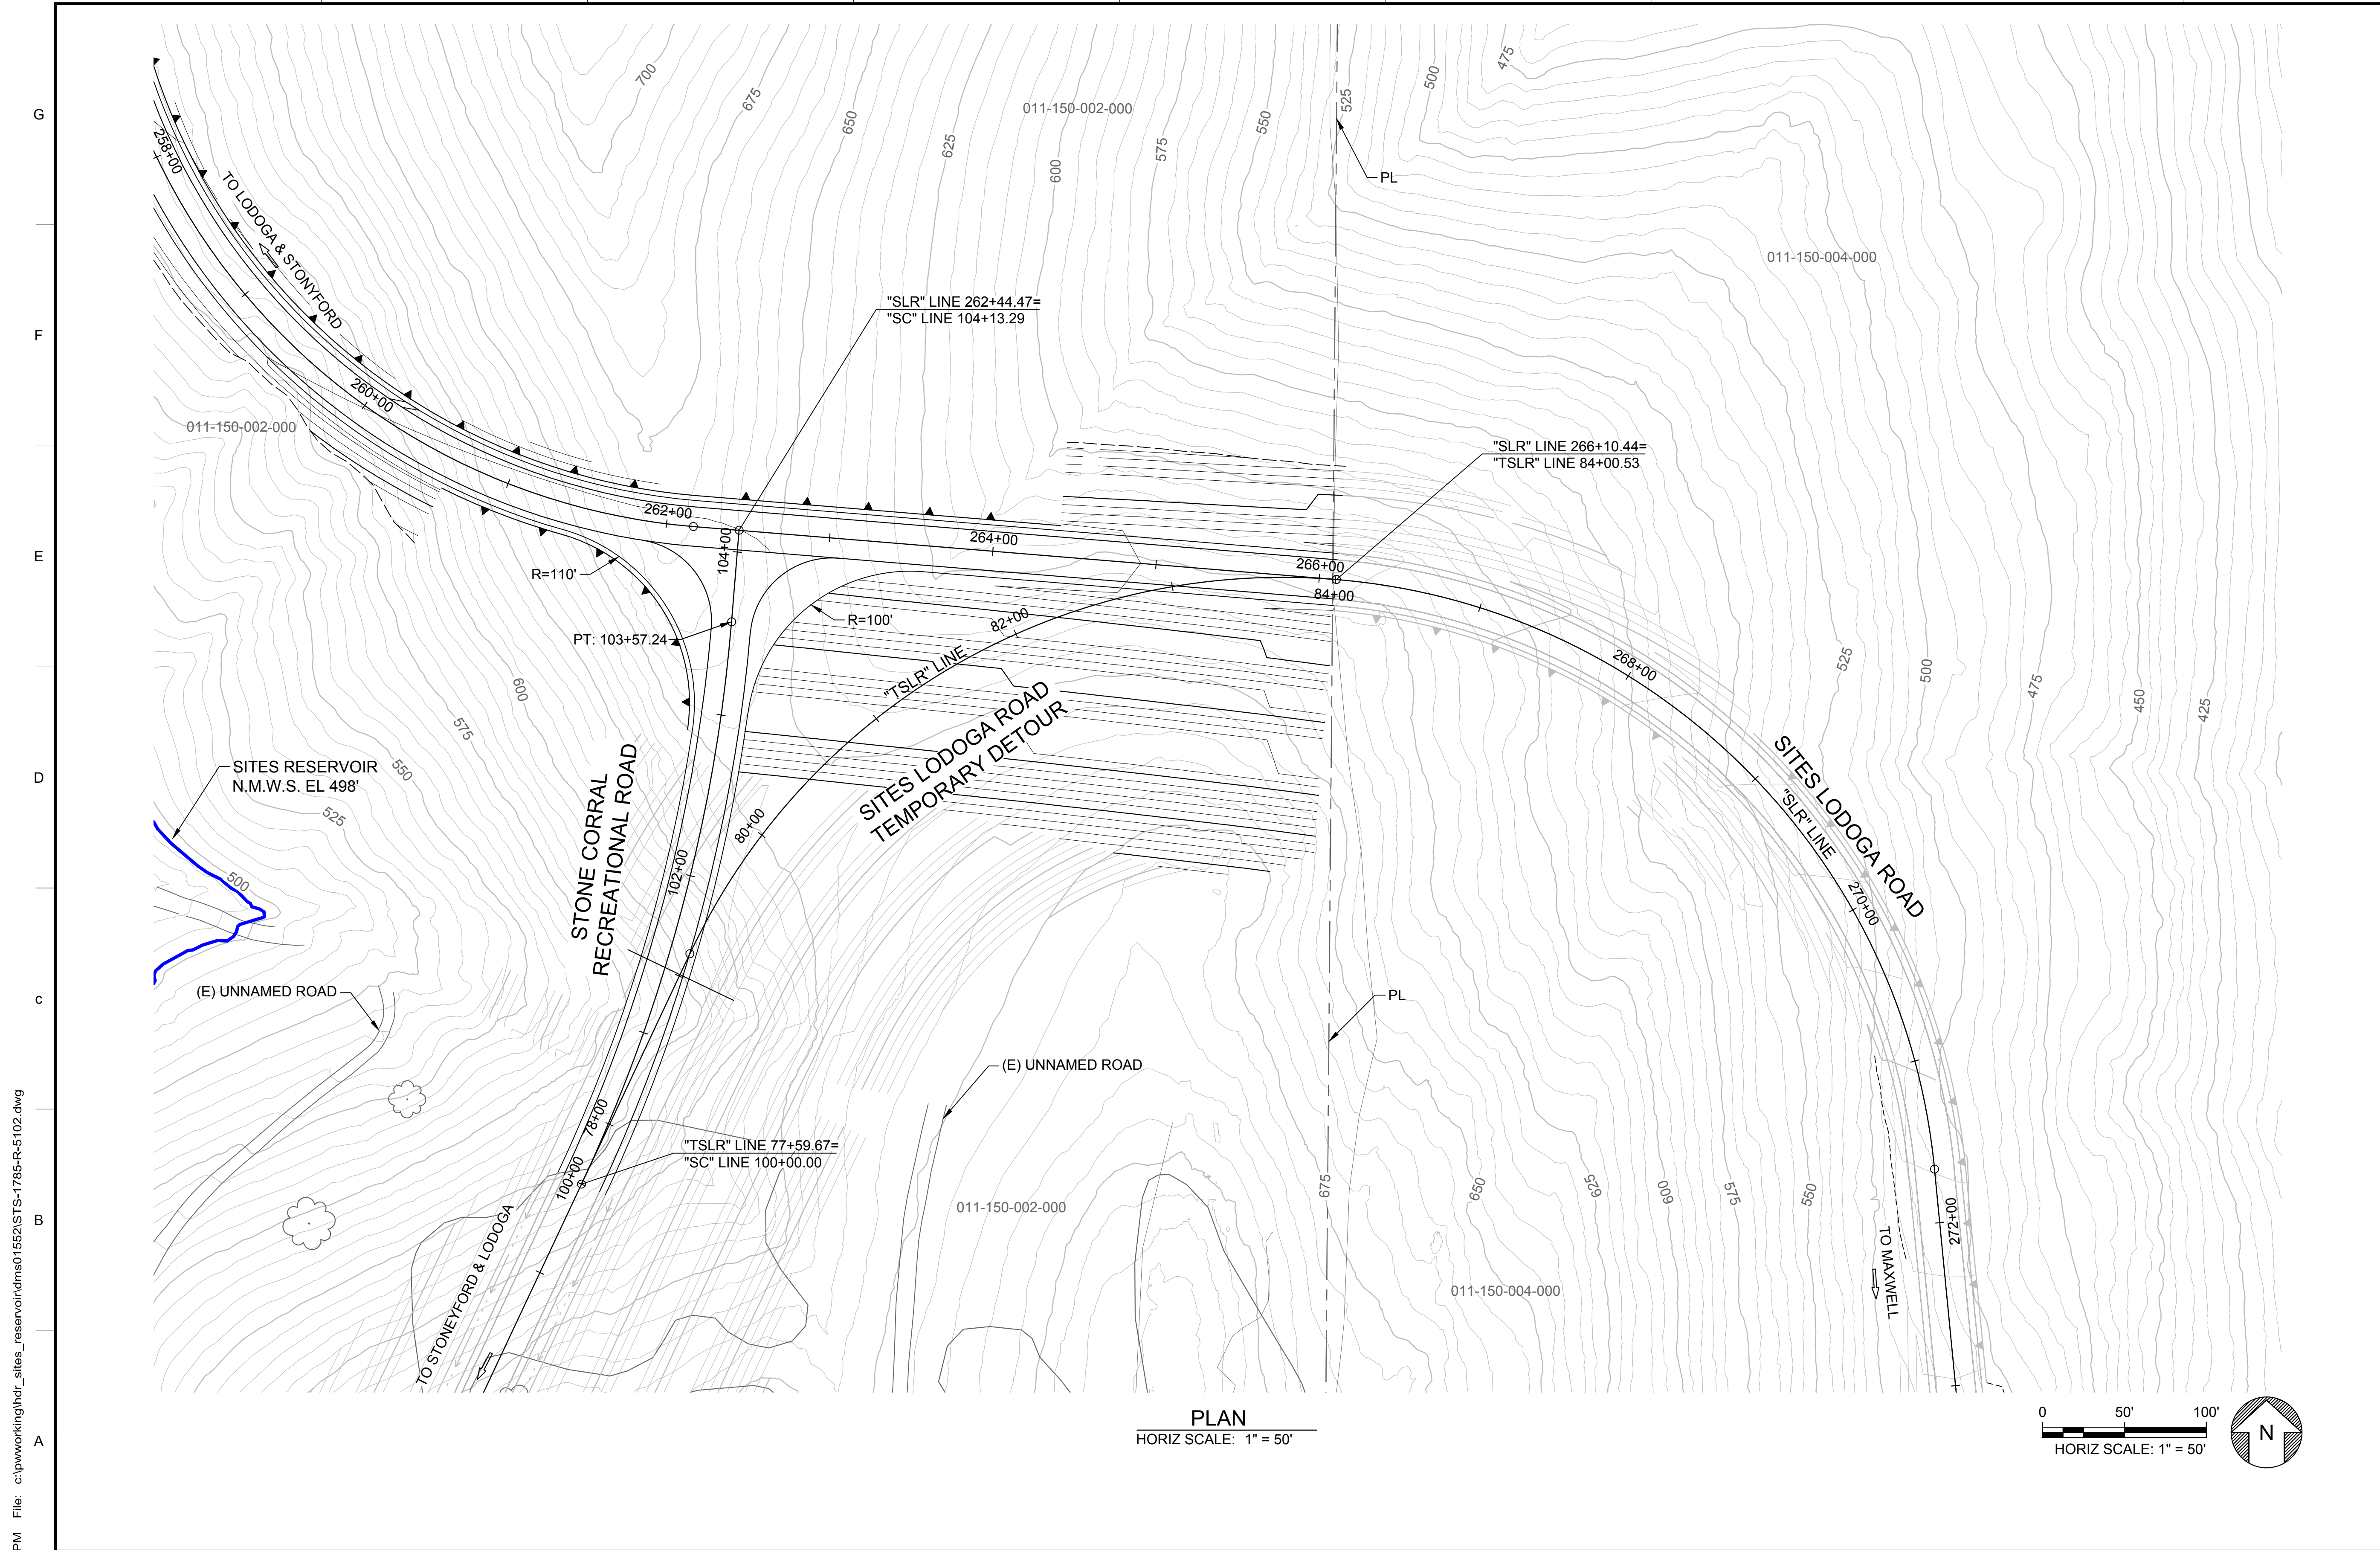 G
F
E
D
c
B
A
700
675
650
625
600
575
550
525
500
475
011-150-002-000
PL
258+00
TO LODOGA & STONYFORD
011-150-004-000
"SLR" LINE 262+44.47=
"SC" LINE 104+13.29
260+00
011-150-002-000
"SLR" LINE 266+10.44=
"TSLR" LINE 84+00.53
262+00
104+00
264+00
266+00
84+00
R=110'
R=100'
82+00
PT: 103+57.24
"TSLR" LINE
268+00
525
500
475
450
425
600
575
550
525
500
SITES LODOGA ROAD
TEMPORARY DETOUR
SITES RESERVOIR
N.M.W.S. EL 498'
STONE CORRAL
RECREATIONAL ROAD
80+00
102+00
SITES LODOGA ROAD
"SLR" LINE
270+00
(E) UNNAMED ROAD
PL
(E) UNNAMED ROAD
78+00
"TSLR" LINE 77+59.67=
"SC" LINE 100+00.00
100+00
TO STONEYFORD & LODOGA
011-150-002-000
675
650
625
600
575
550
272+00
TO MAXWELL
011-150-004-000
PLAN
HORIZ SCALE: 1" = 50'
0 50' 100'
HORIZ SCALE: 1" = 50'
N
PM File: c:\pwworking\hdr_sites_reservoir\dms01552\STS-1785-R-5102.dwg